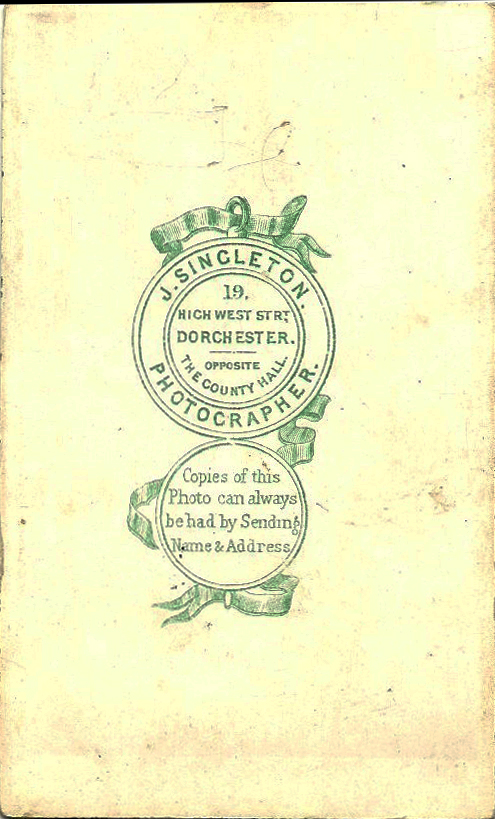 J. SINGLETON.
19.
HIGH WEST STRT
DORCHESTER.
OPPOSITE
THE COUNTY HALL.
PHOTOGRAPHER.
Copies of this
Photo can always
be had by Sending
Name & Address